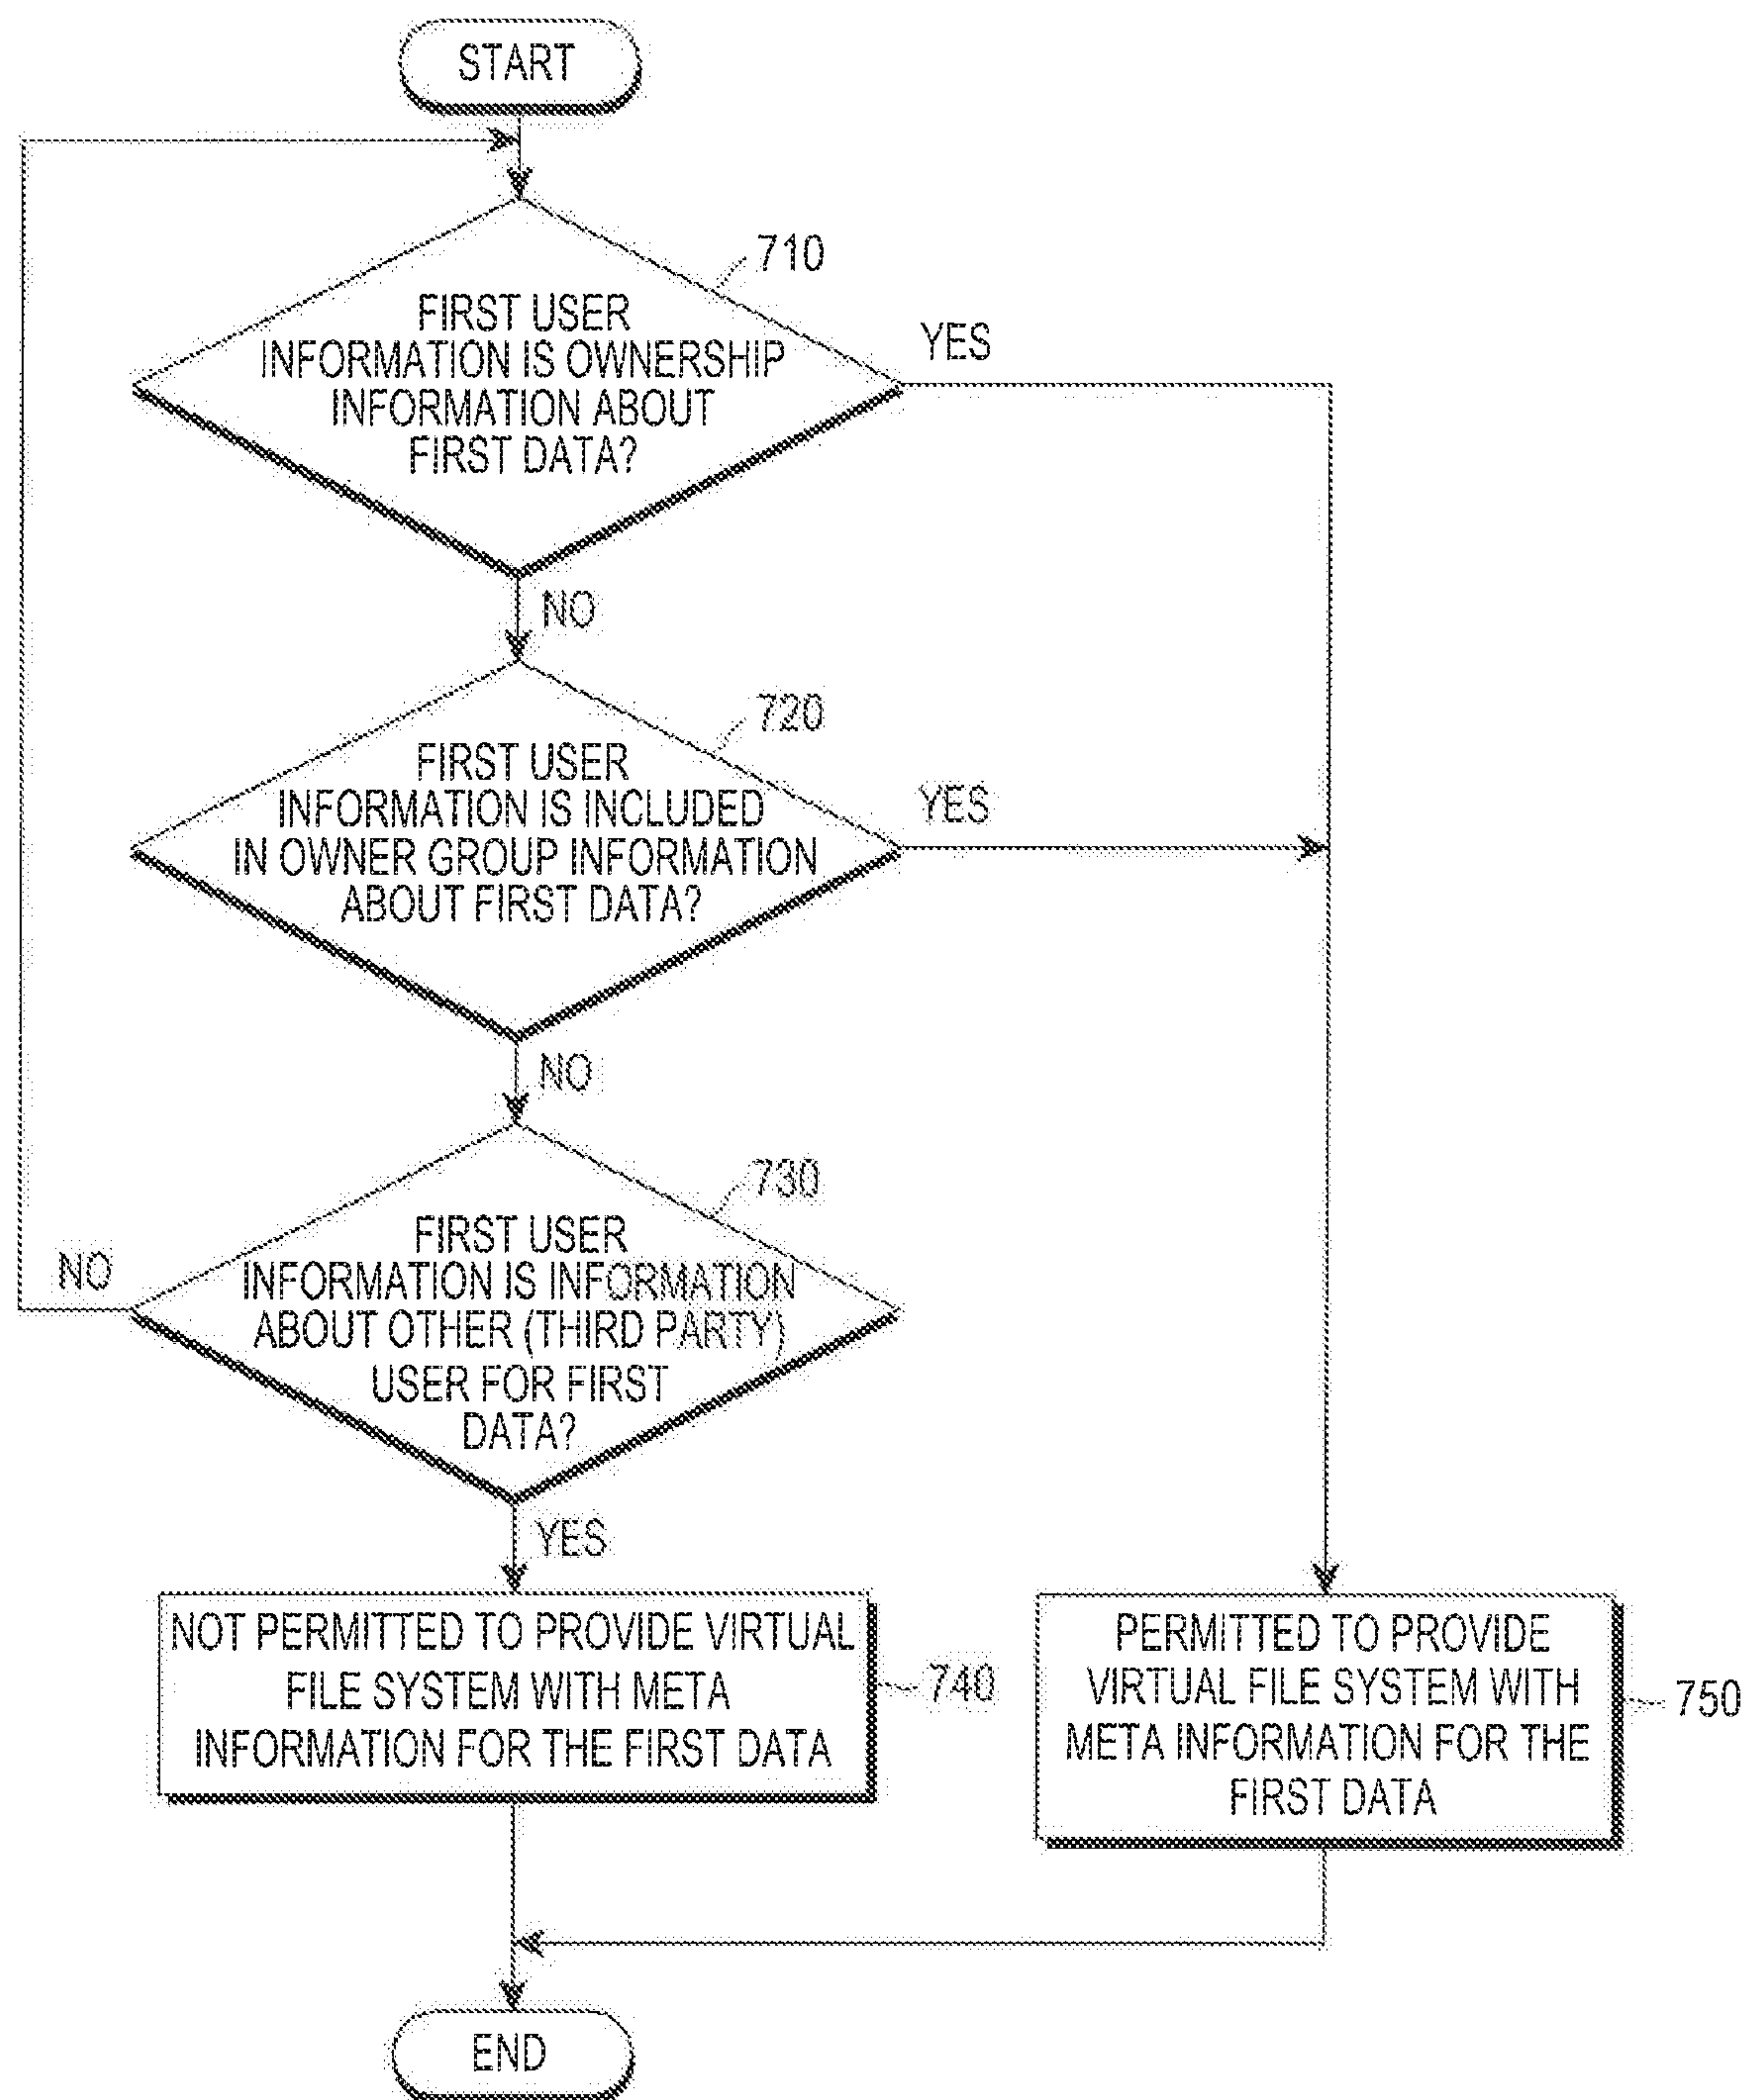 START
710
FIRST USER
INFORMATION IS OWNERSHIP
INFORMATION ABOUT
FIRST DATA?
YES
NO
720
FIRST USER
INFORMATION IS INCLUDED
IN OWNER GROUP INFORMATION
ABOUT FIRST DATA?
YES
NO
730
FIRST USER
INFORMATION IS INFORMATION
ABOUT OTHER (THIRD PARTY)
USER FOR FIRST
DATA?
NO
YES
NOT PERMITTED TO PROVIDE VIRTUAL
FILE SYSTEM WITH META
INFORMATION FOR THE FIRST DATA
740
PERMITTED TO PROVIDE
VIRTUAL FILE SYSTEM WITH
META INFORMATION FOR THE
FIRST DATA
750
END